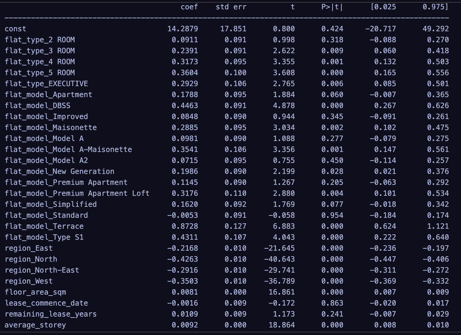 coef std err t P>|t| [0.025 0.975]
const 14.2879 17.851 0.800 0.424 -20.717 49.292
flat_type_2 ROOM 0.0911 0.091 0.998 0.318 -0.088 0.270
flat_type_3 ROOM 0.2391 0.091 2.622 0.009 0.060 0.418
flat_type_4 ROOM 0.3173 0.095 3.355 0.001 0.132 0.503
flat_type_5 ROOM 0.3604 0.100 3.608 0.000 0.165 0.556
flat_type_EXECUTIVE 0.2929 0.106 2.765 0.006 0.085 0.501
flat_model_Apartment 0.1788 0.095 1.884 0.060 -0.007 0.365
flat_model_DBSS 0.4463 0.091 4.878 0.000 0.267 0.626
flat_model_Improved 0.0848 0.090 0.944 0.345 -0.091 0.261
flat_model_Maisonette 0.2885 0.095 3.034 0.002 0.102 0.475
flat_model_Model A 0.0981 0.090 1.088 0.277 -0.079 0.275
flat_model_Model A-Maisonette 0.3541 0.106 3.356 0.001 0.147 0.561
flat_model_Model A2 0.0715 0.095 0.755 0.450 -0.114 0.257
flat_model_New Generation 0.1986 0.090 2.199 0.028 0.021 0.376
flat_model_Premium Apartment 0.1145 0.090 1.267 0.205 -0.063 0.292
flat_model_Premium Apartment Loft 0.3176 0.110 2.880 0.004 0.101 0.534
flat_model_Simplified 0.1620 0.092 1.769 0.077 -0.018 0.342
flat_model_Standard -0.0053 0.091 -0.058 0.954 -0.184 0.174
flat_model_Terrace 0.8728 0.127 6.883 0.000 0.624 1.121
flat_model_Type S1 0.4311 0.107 4.043 0.000 0.222 0.640
region_East -0.2168 0.010 -21.645 0.000 -0.236 -0.197
region_North -0.4263 0.010 -40.643 0.000 -0.447 -0.406
region_North-East -0.2916 0.010 -29.741 0.000 -0.311 -0.272
region_West -0.3503 0.010 -36.789 0.000 -0.369 -0.332
floor_area_sqm 0.0081 0.000 16.861 0.000 0.007 0.009
lease_commence_date -0.0016 0.009 -0.172 0.863 -0.020 0.017
remaining_lease_years 0.0109 0.009 1.173 0.241 -0.007 0.029
average_storey 0.0092 0.000 18.864 0.000 0.008 0.010